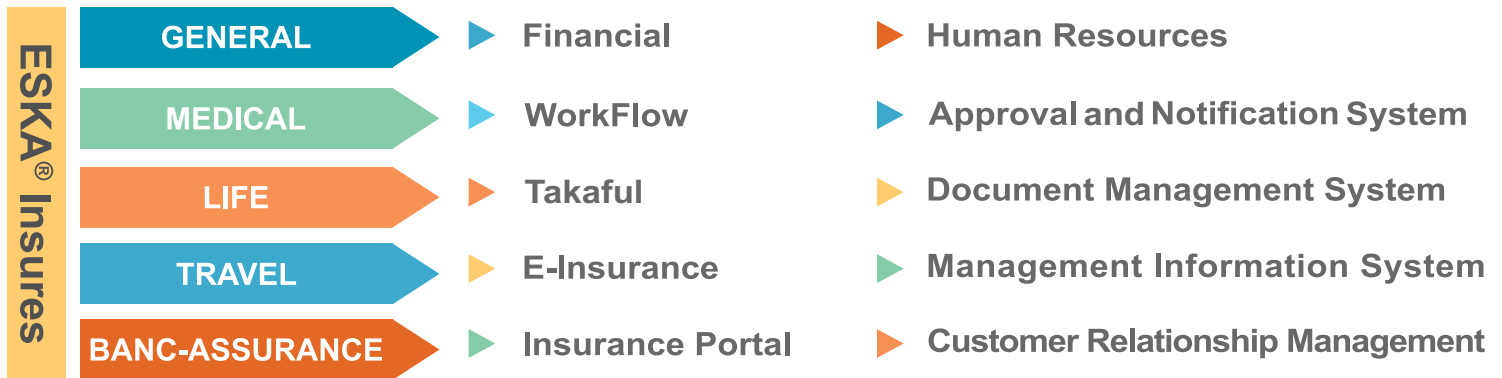 ESKA® Insures
GENERAL
Financial
Human Resources
MEDICAL
WorkFlow
Approval and Notification System
LIFE
Takaful
Document Management System
TRAVEL
E-Insurance
Management Information System
BANC-ASSURANCE
Insurance Portal
Customer Relationship Management